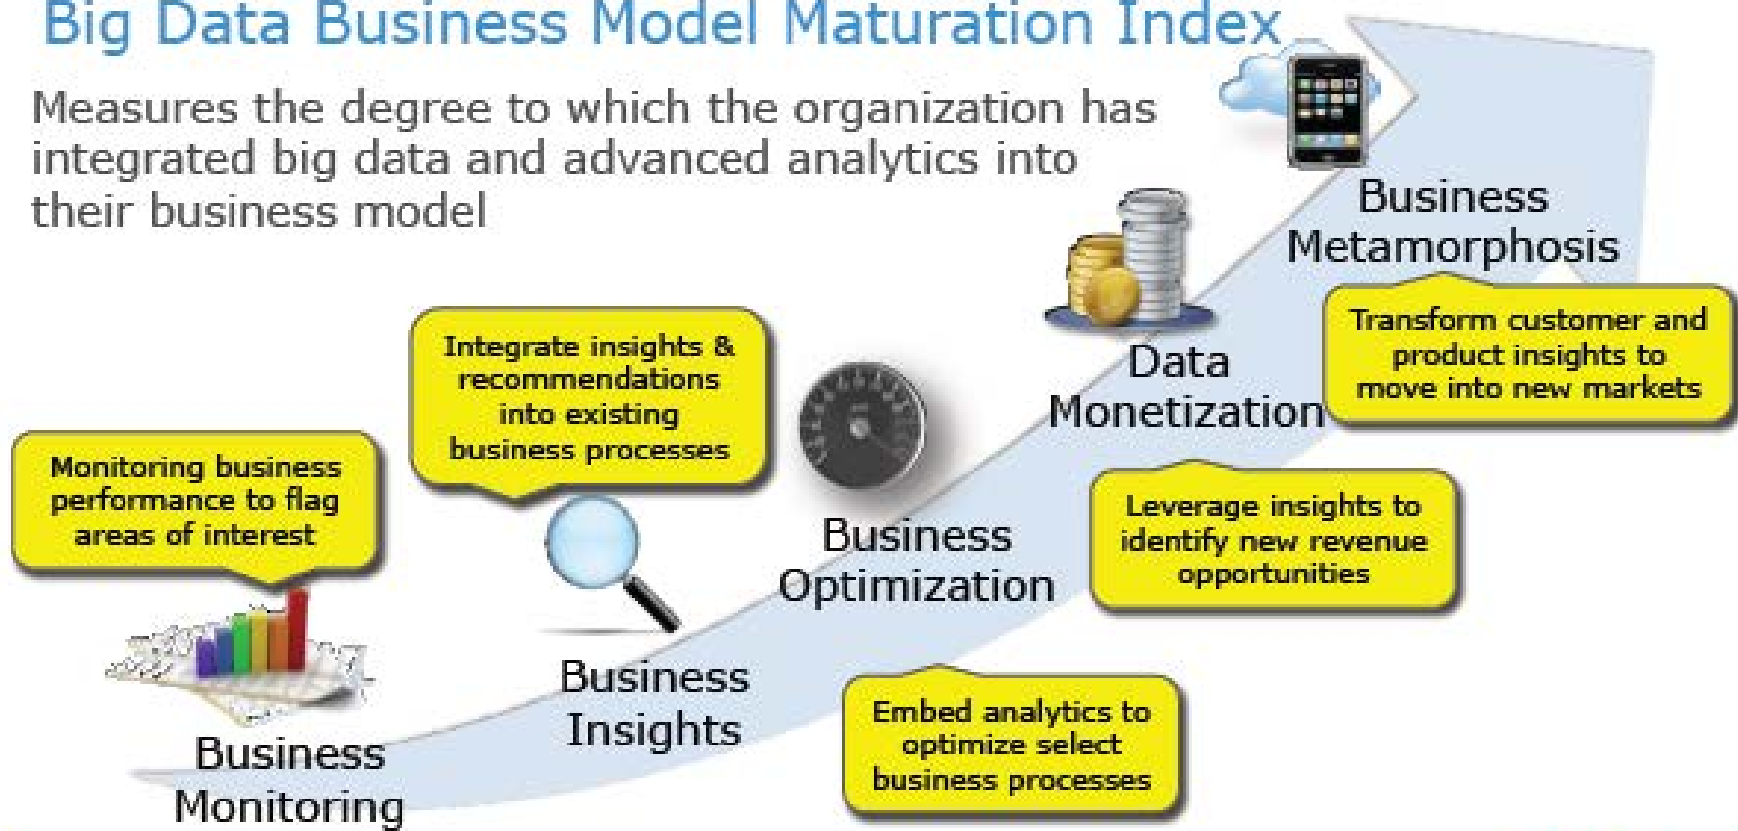 Big Data Business Model Maturation Index
Measures the degree to which the organization has
integrated big data and advanced analytics into
their business model
Monitoring business
performance to flag
areas of interest
Business
Monitoring
Integrate insights &
recommendations
into existing
business processes
Business
Insights
Business
Optimization
Embed analytics to
optimize select
business processes
Data
Monetization
Leverage insights to
identify new revenue
opportunities
Business
Metamorphosis
Transform customer and
product insights to
move into new markets